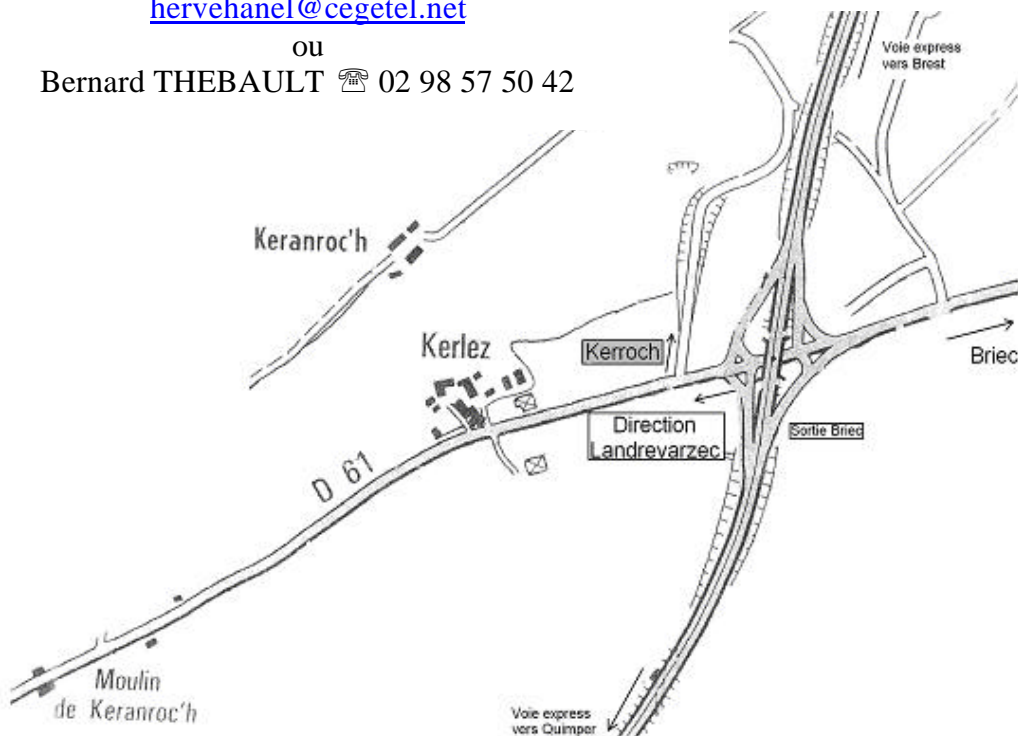 hervehanel@cegetel.net
ou
Bernard THEBAULT ☎ 02 98 57 50 42
Voie express
vers Brest
Keranroc'h
Kerlez
Kerroch
Briec
Direction
Landrevarzec
Sortie Briec
D 61
Moulin
de Keranroc'h
Voie express
vers Quimper